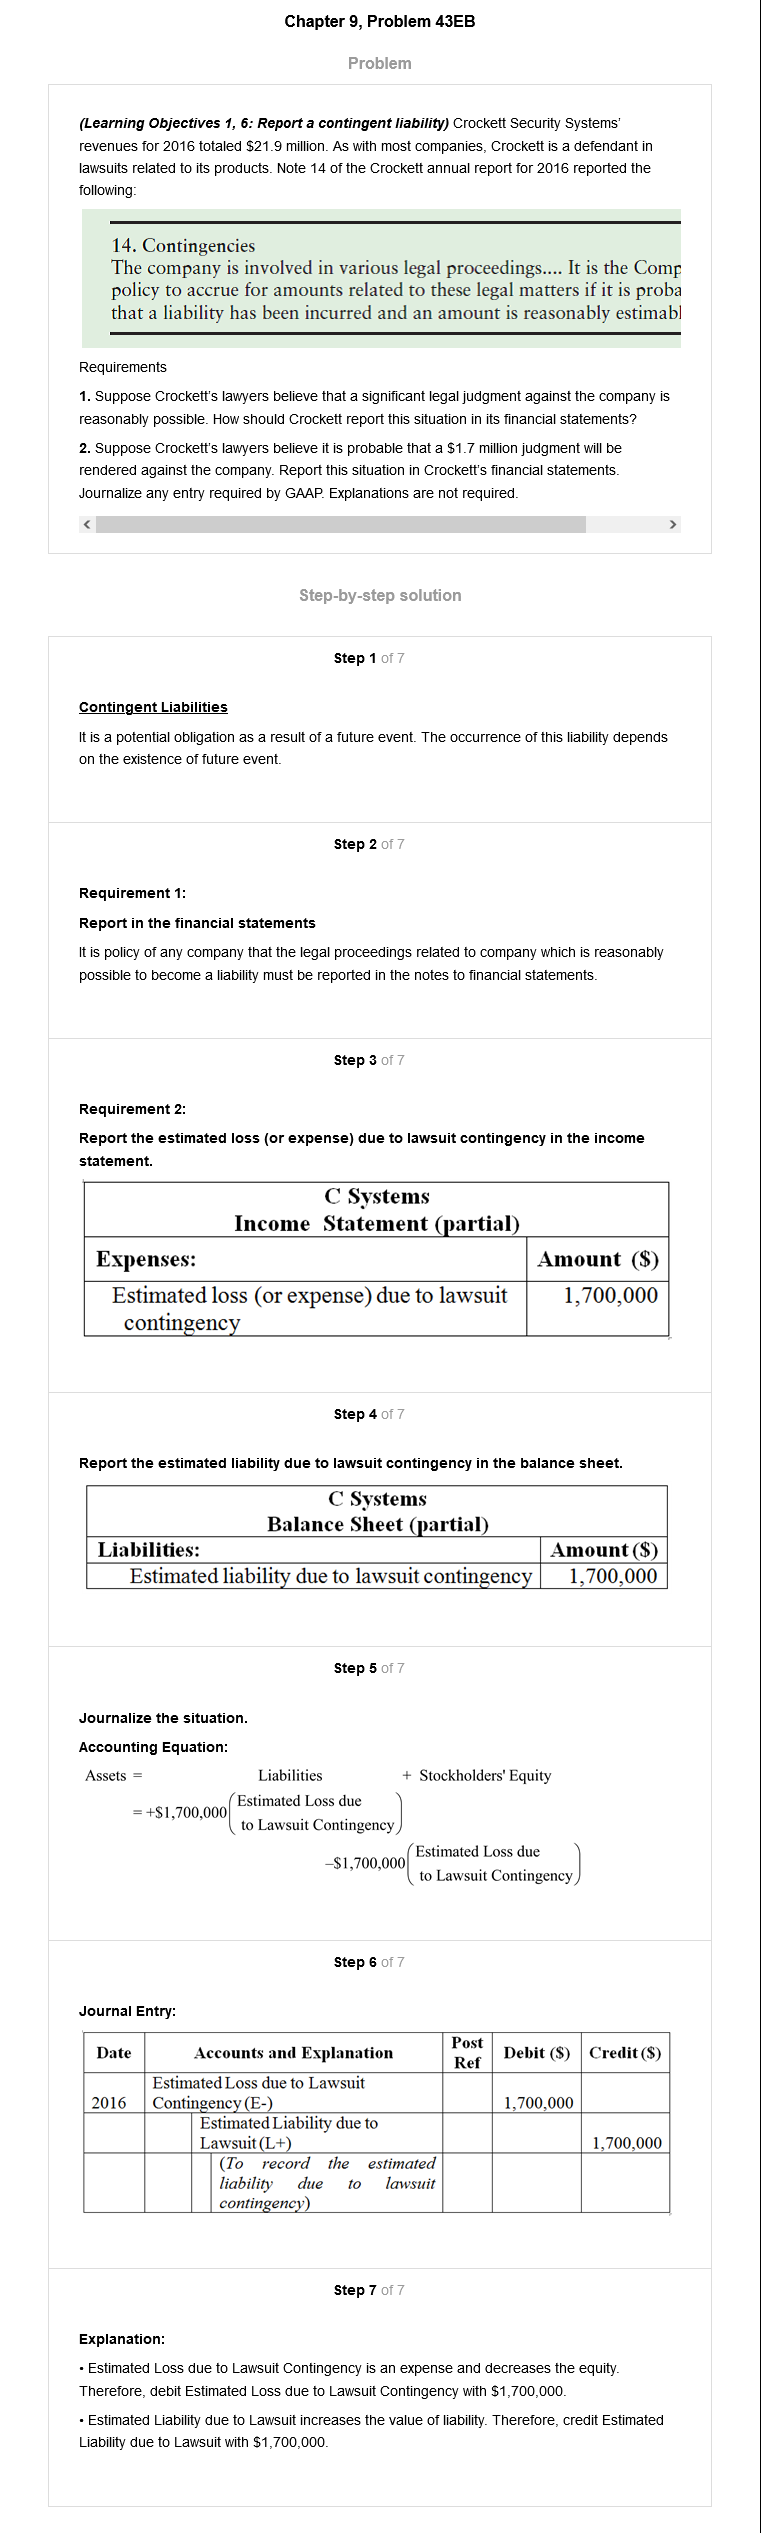 Chapter 9, Problem 43EB
Problem
(Learning Objectives 1, 6: Report a contingent liability) Crockett Security Systems'
revenues for 2016 totaled $21.9 million. As with most companies, Crockett is a defendant in
lawsuits related to its products. Note 14 of the Crockett annual report for 2016 reported the
following:
14. Contingencies
The company is involved in various legal proceedings.... It is the Comp
policy to accrue for amounts related to these legal matters if it is proba
that a liability has been incurred and an amount is reasonably estimabl
Requirements
1. Suppose Crockett's lawyers believe that a significant legal judgment against the company is
reasonably possible. How should Crockett report this situation in its financial statements?
2. Suppose Crockett's lawyers believe it is probable that a $1.7 million judgment will be
rendered against the company. Report this situation in Crockett's financial statements.
Journalize any entry required by GAAP. Explanations are not required.
Step-by-step solution
Step 1 of 7
Contingent Liabilities
It is a potential obligation as a result of a future event. The occurrence of this liability depends
on the existence of future event.
Step 2 of 7
Requirement 1:
Report in the financial statements
It is policy of any company that the legal proceedings related to company which is reasonably
possible to become a liability must be reported in the notes to financial statements.
Step 3 of 7
Requirement 2:
Report the estimated loss (or expense) due to lawsuit contingency in the income
statement.
C Systems
Income Statement (partial)
Expenses: Amount ($)
Estimated loss (or expense) due to lawsuit 1,700,000
contingency
Step 4 of 7
Report the estimated liability due to lawsuit contingency in the balance sheet.
C Systems
Balance Sheet (partial)
Liabilities: Amount ($)
Estimated liability due to lawsuit contingency 1,700,000
Step 5 of 7
Journalize the situation.
Accounting Equation:
Assets = Liabilities + Stockholders' Equity
Estimated Loss due
= +$1,700,000
to Lawsuit Contingency
Estimated Loss due
–$1,700,000
to Lawsuit Contingency
Step 6 of 7
Journal Entry:
Date Accounts and Explanation Post Ref Debit ($) Credit ($)
Estimated Loss due to Lawsuit
2016 Contingency (E-) 1,700,000
Estimated Liability due to
Lawsuit (L+) 1,700,000
(To record the estimated
liability due to lawsuit
contingency)
Step 7 of 7
Explanation:
• Estimated Loss due to Lawsuit Contingency is an expense and decreases the equity.
Therefore, debit Estimated Loss due to Lawsuit Contingency with $1,700,000.
• Estimated Liability due to Lawsuit increases the value of liability. Therefore, credit Estimated
Liability due to Lawsuit with $1,700,000.